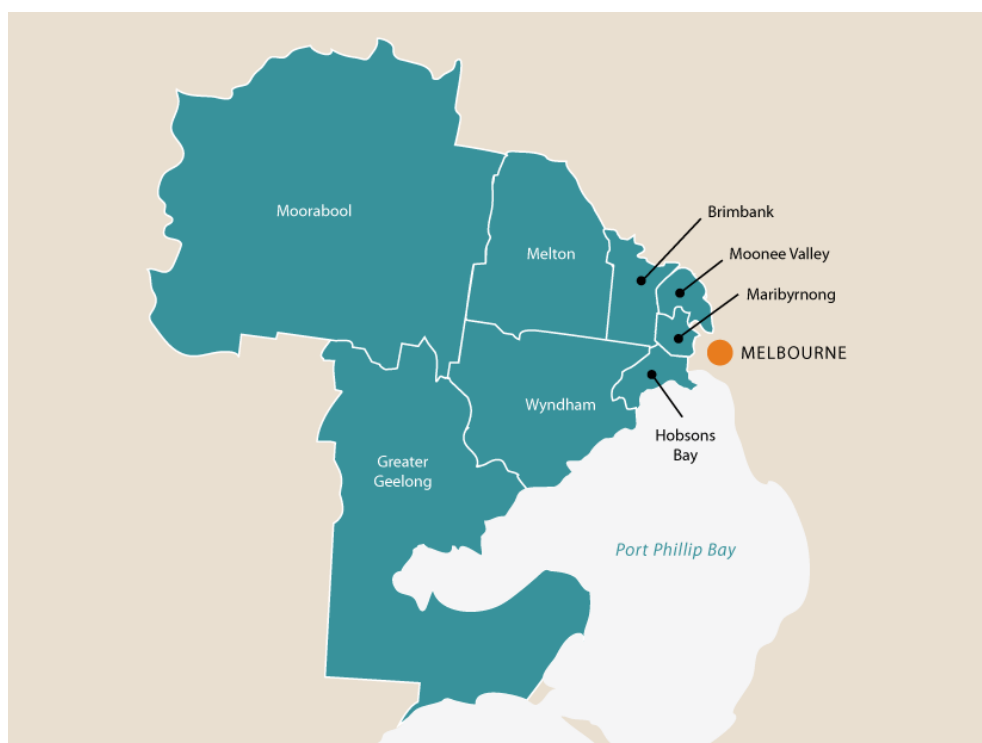 Moorabool
Melton
Brimbank
Moonee Valley
Maribyrnong
MELBOURNE
Wyndham
Hobsons
Bay
Greater
Geelong
Port Phillip Bay